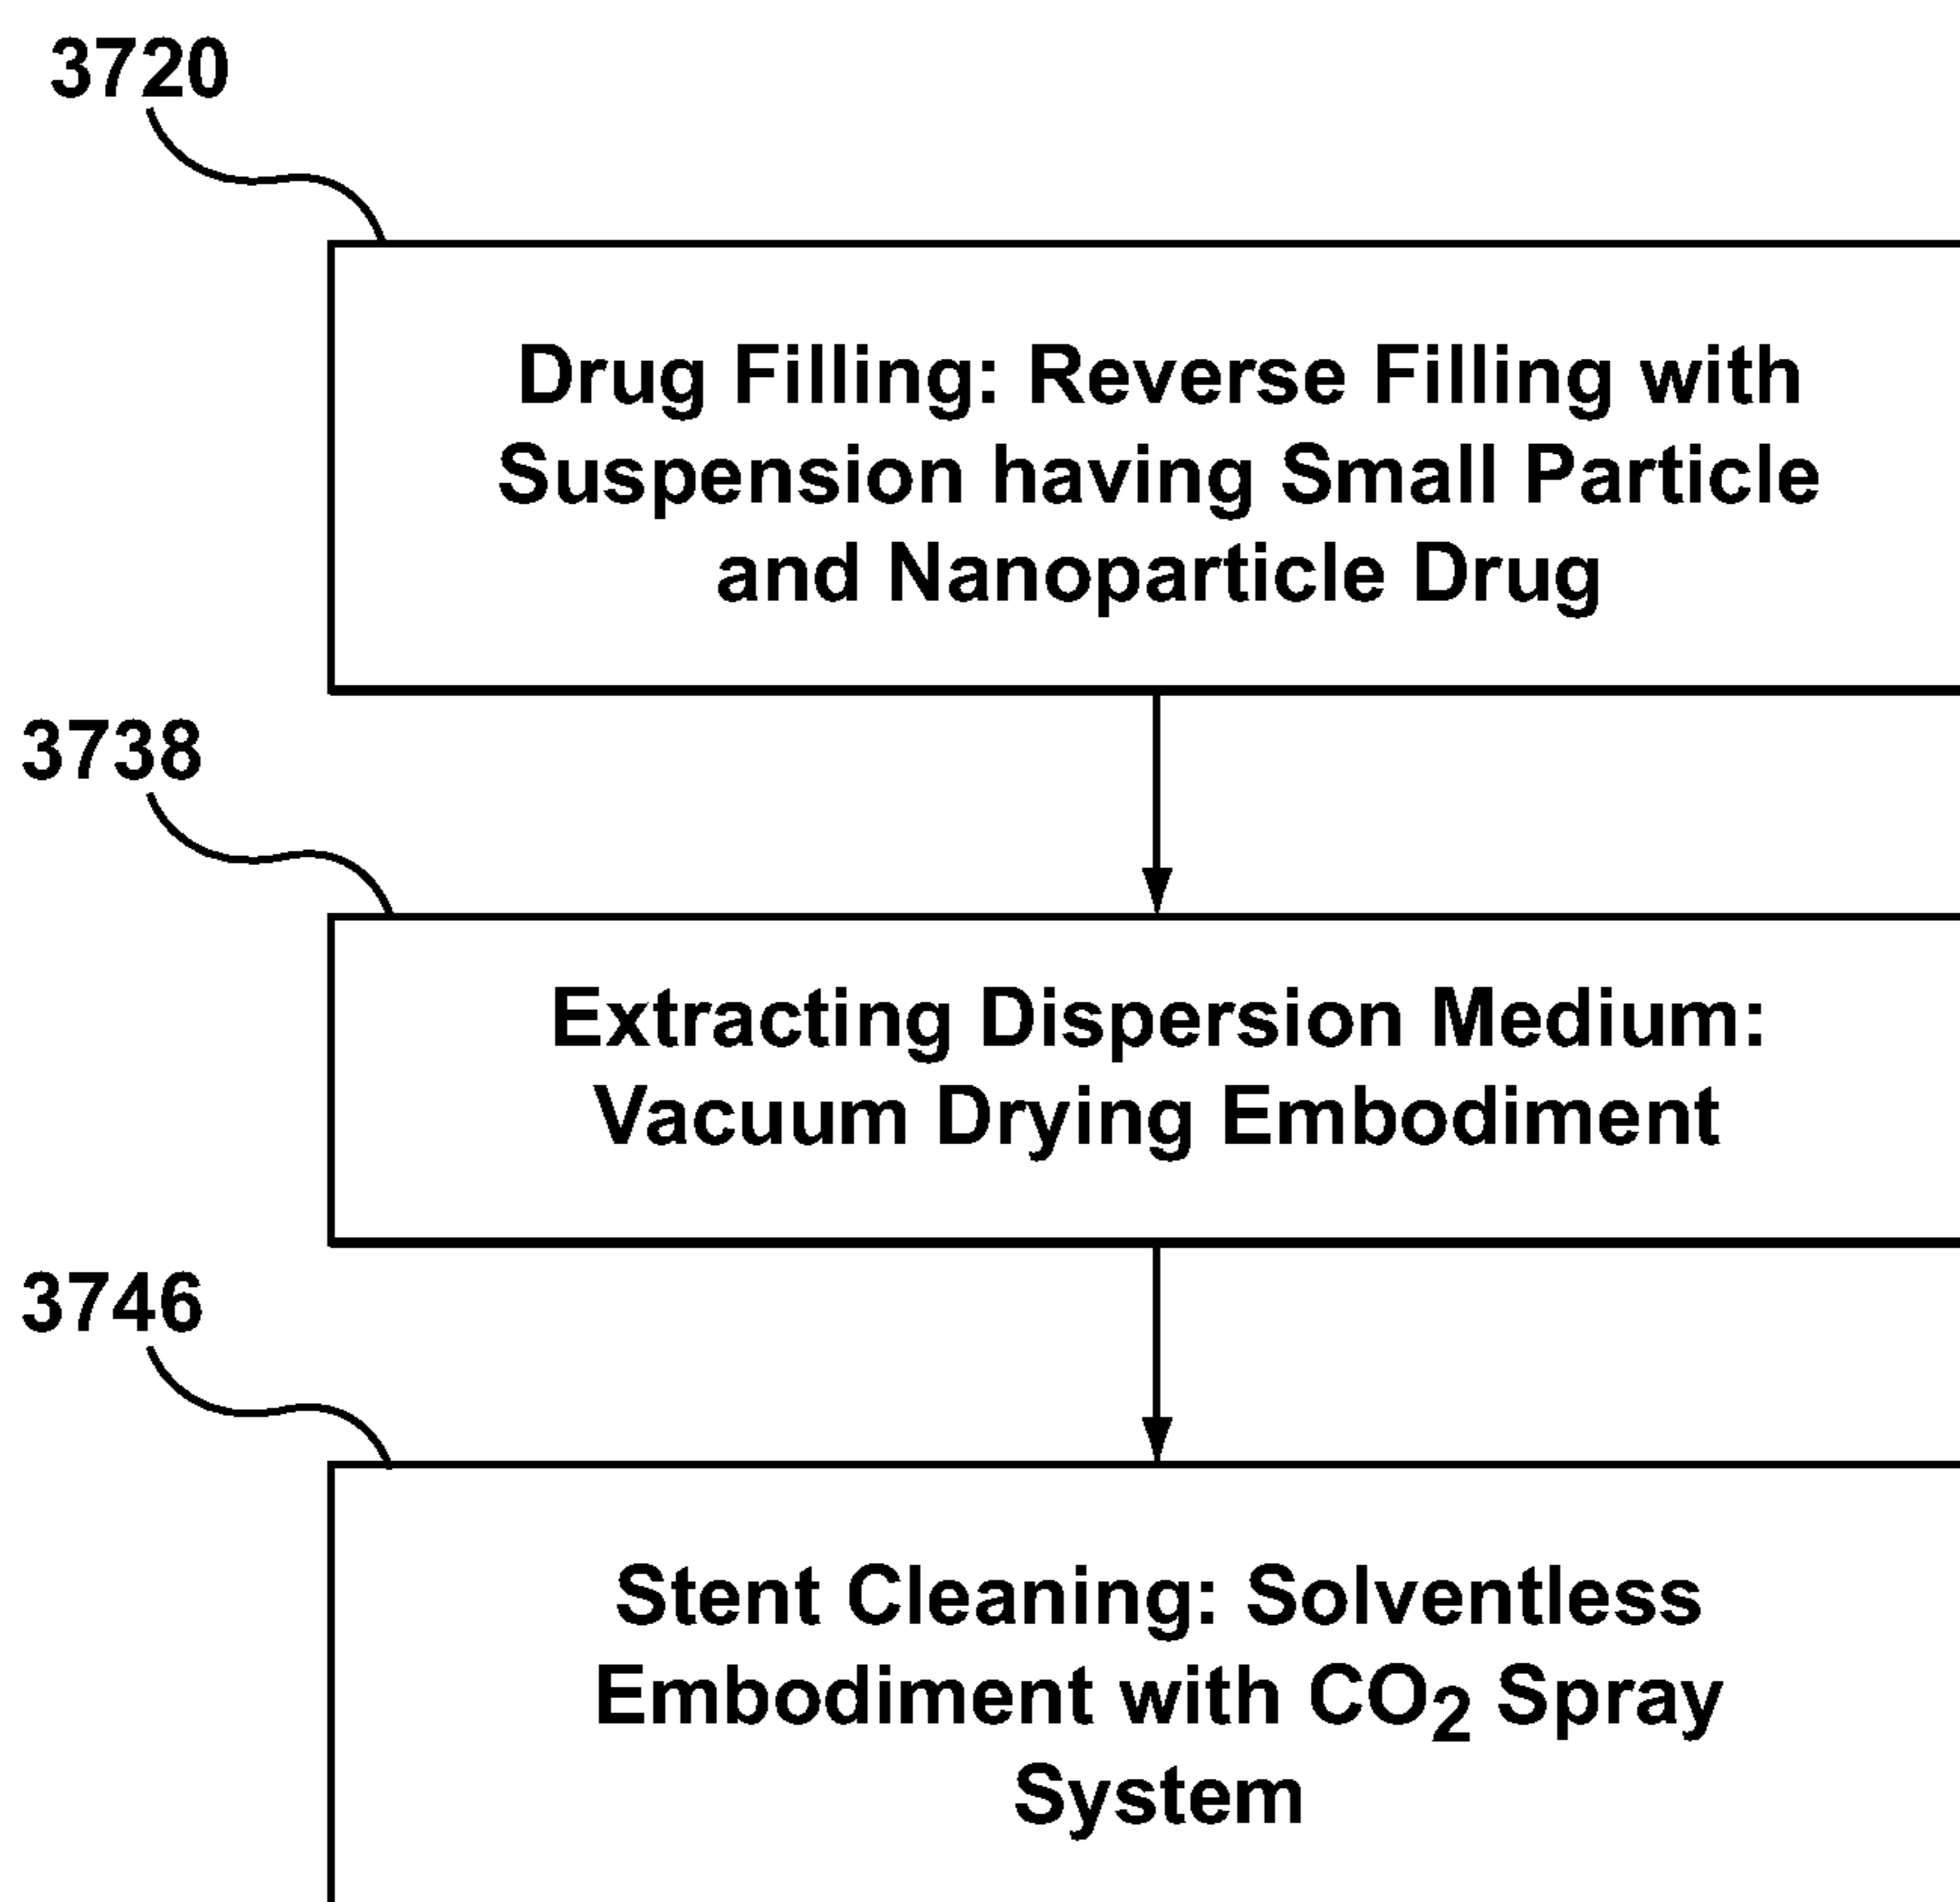 3720
Drug Filling: Reverse Filling with
Suspension having Small Particle
and Nanoparticle Drug
3738
Extracting Dispersion Medium:
Vacuum Drying Embodiment
3746
Stent Cleaning: Solventless
Embodiment with CO₂ Spray
System